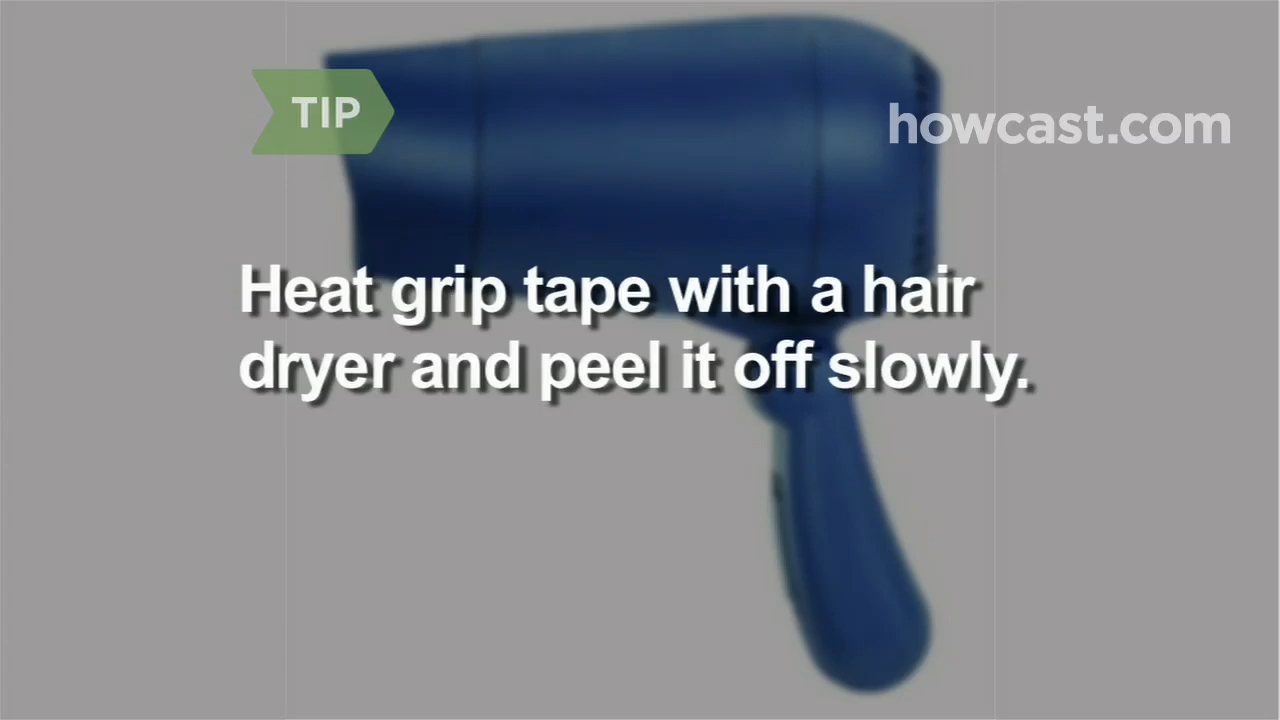 TIP
howcast.com
Heat grip tape with a hair
dryer and peel it off slowly.